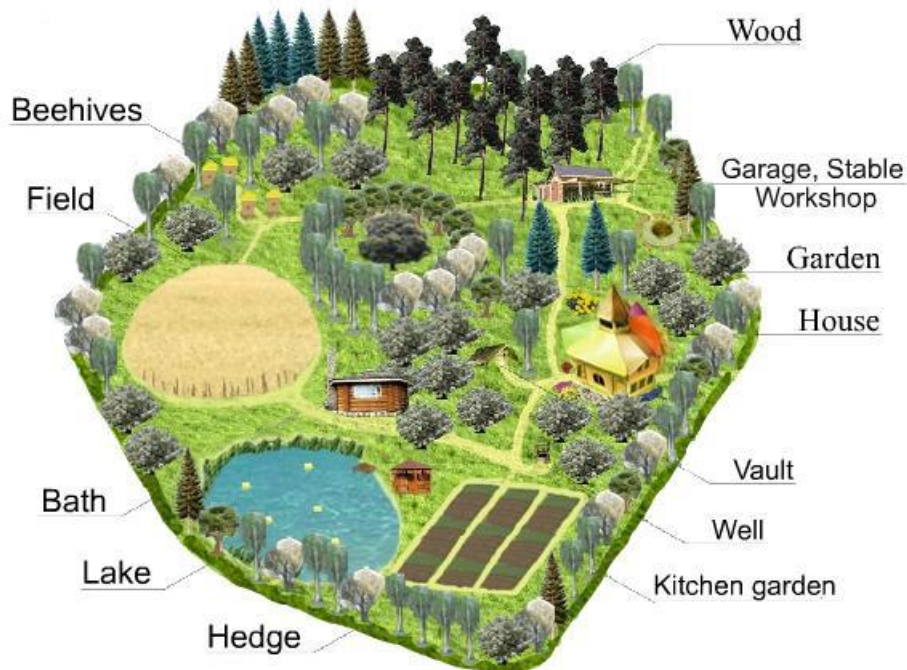 Wood
Beehives
Garage, Stable
Workshop
Field
Garden
House
Vault
Bath
Well
Lake
Kitchen garden
Hedge